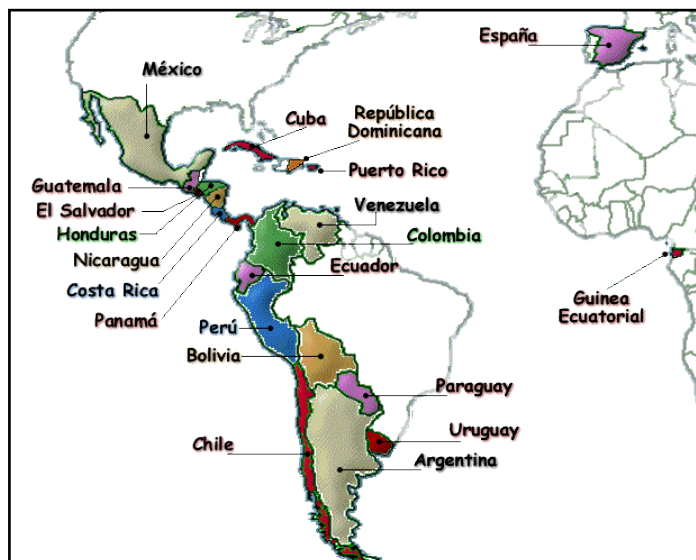 España
México
Cuba
República
Dominicana
Puerto Rico
Guatemala
El Salvador
Honduras
Nicaragua
Costa Rica
Panamá
Venezuela
Colombia
Ecuador
Guinea
Ecuatorial
Perú
Bolivia
Paraguay
Uruguay
Chile
Argentina